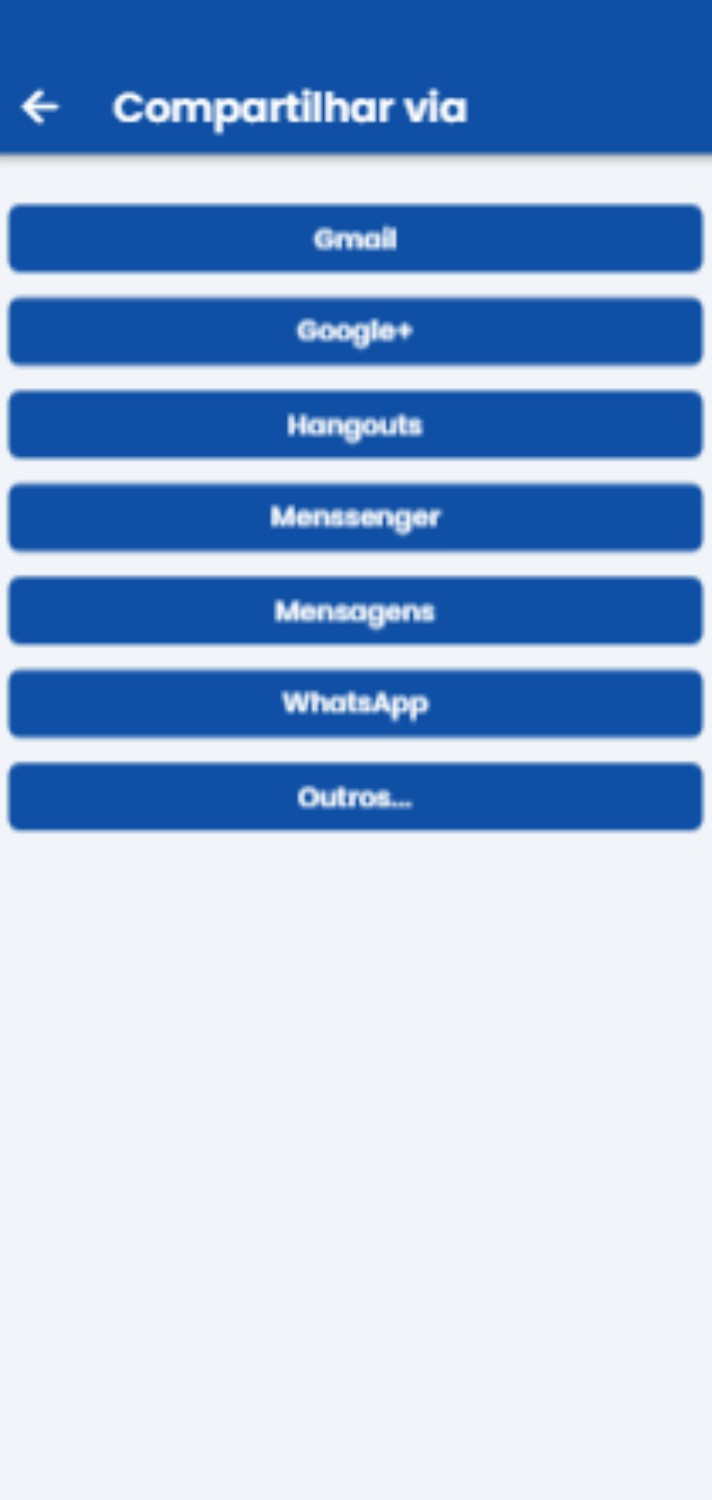 Compartilhar via
Gmail
Google+
Hangouts
Menssenger
Mensagens
WhatsApp
Outros...